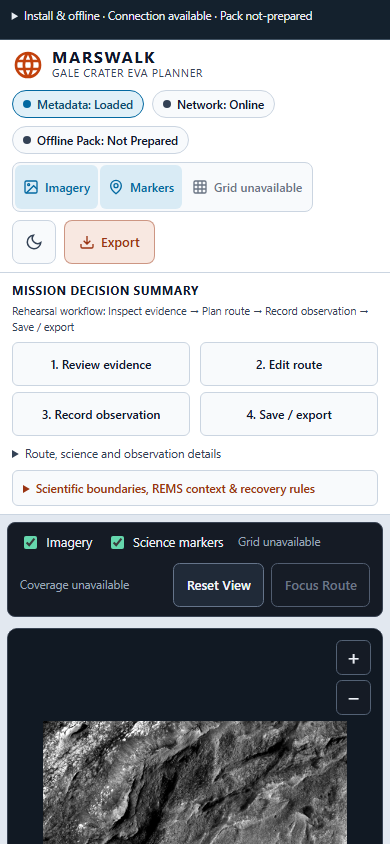 ▶ Install & offline · Connection available · Pack not-prepared
MARSWALK
GALE CRATER EVA PLANNER
Metadata: Loaded
Network: Online
Offline Pack: Not Prepared
Imagery
Markers
Grid unavailable
Export
MISSION DECISION SUMMARY
Rehearsal workflow: Inspect evidence → Plan route → Record observation →
Save / export
1. Review evidence
2. Edit route
3. Record observation
4. Save / export
▶ Route, science and observation details
▶ Scientific boundaries, REMS context & recovery rules
Imagery
Science markers
Grid unavailable
Coverage unavailable
Reset View
Focus Route
+
−